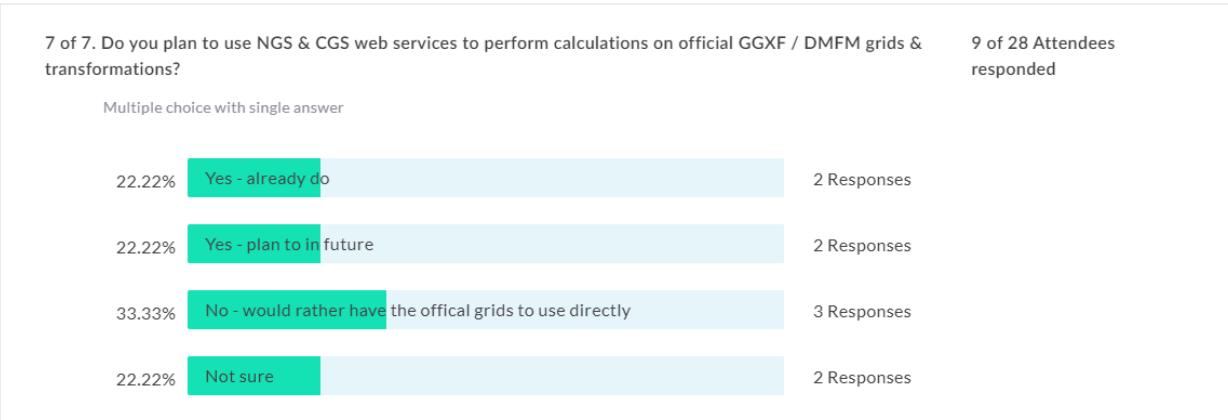 7 of 7. Do you plan to use NGS & CGS web services to perform calculations on official GGXF / DMFM grids &
transformations?
9 of 28 Attendees
responded
Multiple choice with single answer
22.22% Yes - already do 2 Responses
22.22% Yes - plan to in future 2 Responses
33.33% No - would rather have the offical grids to use directly 3 Responses
22.22% Not sure 2 Responses